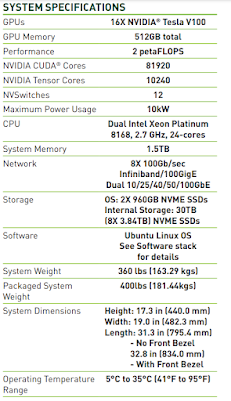 SYSTEM SPECIFICATIONS
GPUs 16X NVIDIA® Tesla V100
GPU Memory 512GB total
Performance 2 petaFLOPS
NVIDIA CUDA® Cores 81920
NVIDIA Tensor Cores 10240
NVSwitches 12
Maximum Power Usage 10kW
CPU Dual Intel Xeon Platinum
8168, 2.7 GHz, 24-cores
System Memory 1.5TB
Network 8X 100Gb/sec
Infiniband/100GigE
Dual 10/25/40/50/100GbE
Storage OS: 2X 960GB NVME SSDs
Internal Storage: 30TB
(8X 3.84TB) NVME SSDs
Software Ubuntu Linux OS
See Software stack
for details
System Weight 360 lbs (163.29 kgs)
Packaged System
Weight 400lbs (181.44kgs)
System Dimensions Height: 17.3 in (440.0 mm)
Width: 19.0 in (482.3 mm)
Length: 31.3 in (795.4 mm)
- No Front Bezel
32.8 in (834.0 mm)
- With Front Bezel
Operating Temperature
Range 5°C to 35°C (41°F to 95°F)